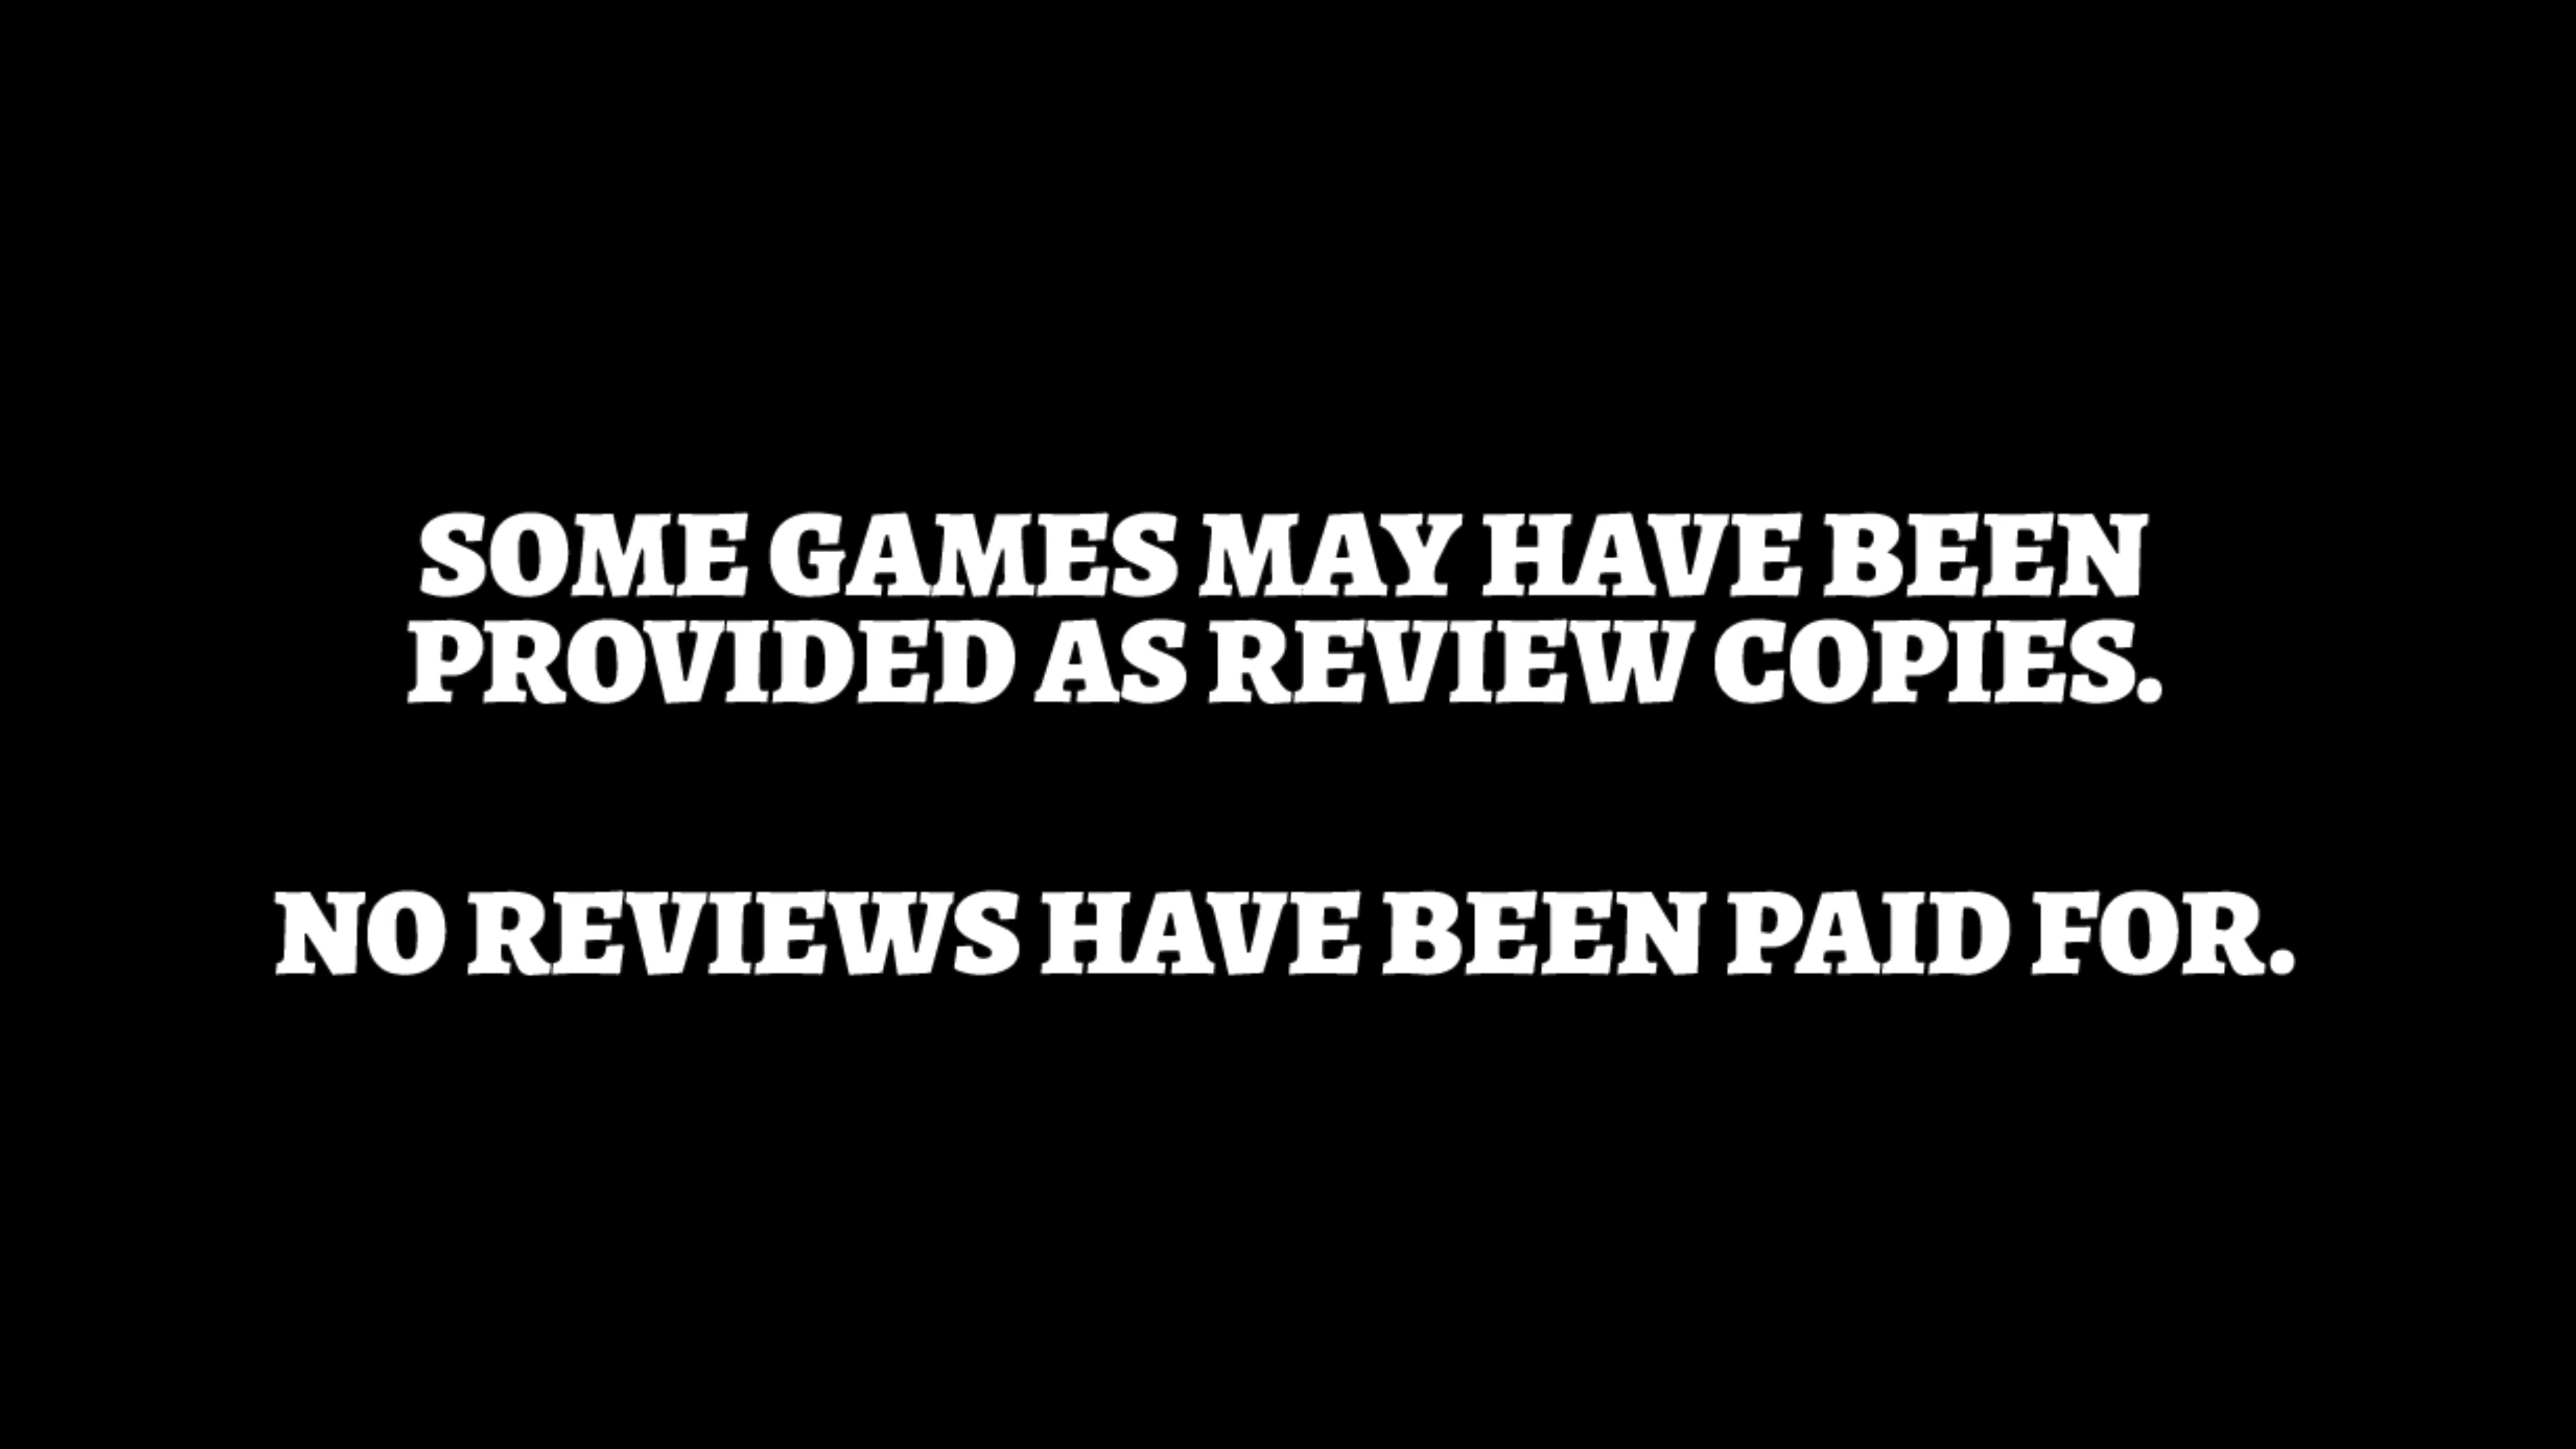 SOME GAMES MAY HAVE BEEN
PROVIDED AS REVIEW COPIES.
NO REVIEWS HAVE BEEN PAID FOR.